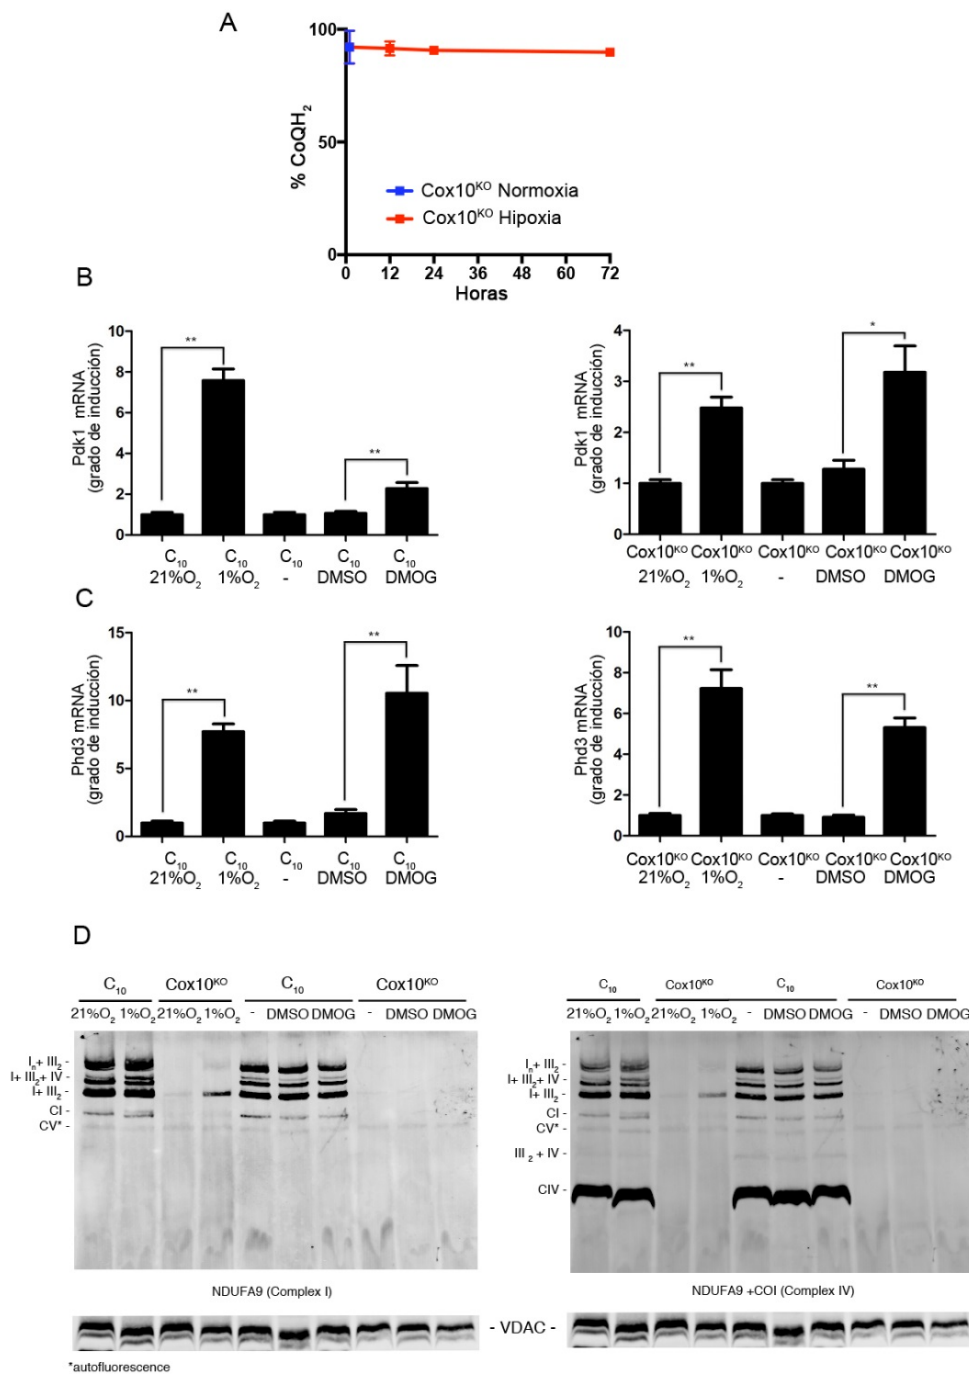 A
100
50
0
% CoQH2
Cox10KO Normoxia
Cox10KO Hipoxia
0 12 24 36 48 60 72
Horas
B
Pdk1 mRNA
(grado de inducción)
10
8
6
4
2
0
**
**
C10 C10 C10 C10 C10
21%O2 1%O2 - DMSO DMOG
Pdk1 mRNA
(grado de inducción)
4
3
2
1
0
**
*
Cox10KO Cox10KO Cox10KO Cox10KO Cox10KO
21%O2 1%O2 - DMSO DMOG
C
Phd3 mRNA
(grado de inducción)
15
10
5
0
**
**
C10 C10 C10 C10 C10
21%O2 1%O2 - DMSO DMOG
Phd3 mRNA
(grado de inducción)
10
8
6
4
2
0
**
**
Cox10KO Cox10KO Cox10KO Cox10KO Cox10KO
21%O2 1%O2 - DMSO DMOG
D
C10 Cox10KO C10 Cox10KO
21%O2 1%O2 21%O2 1%O2 - DMSO DMOG - DMSO DMOG
In+ III2 -
I+ III2+ IV -
I+ III2 -
CI -
CV* -
NDUFA9 (Complex I)
C10 Cox10KO C10 Cox10KO
21%O2 1%O2 21%O2 1%O2 - DMSO DMOG - DMSO DMOG
In+ III2 -
I+ III2+ IV -
I+ III2 -
CI -
CV* -
III2 + IV -
CIV -
NDUFA9 +COI (Complex IV)
- VDAC -
*autofluorescence